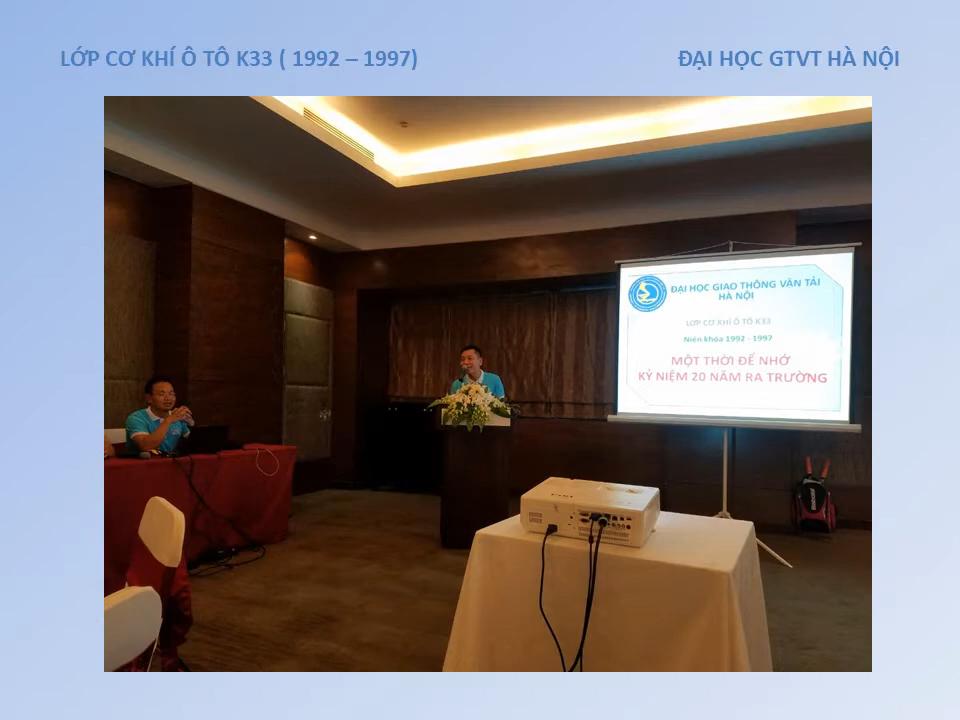 LỚP CƠ KHÍ Ô TÔ K33 ( 1992 – 1997)
ĐẠI HỌC GTVT HÀ NỘI
ĐẠI HỌC GIAO THÔNG VẬN TẢI
HÀ NỘI
LỚP CƠ KHÍ Ô TÔ K33
Niên khóa 1992 - 1997
MỘT THỜI ĐỂ NHỚ
KỶ NIỆM 20 NĂM RA TRƯỜNG